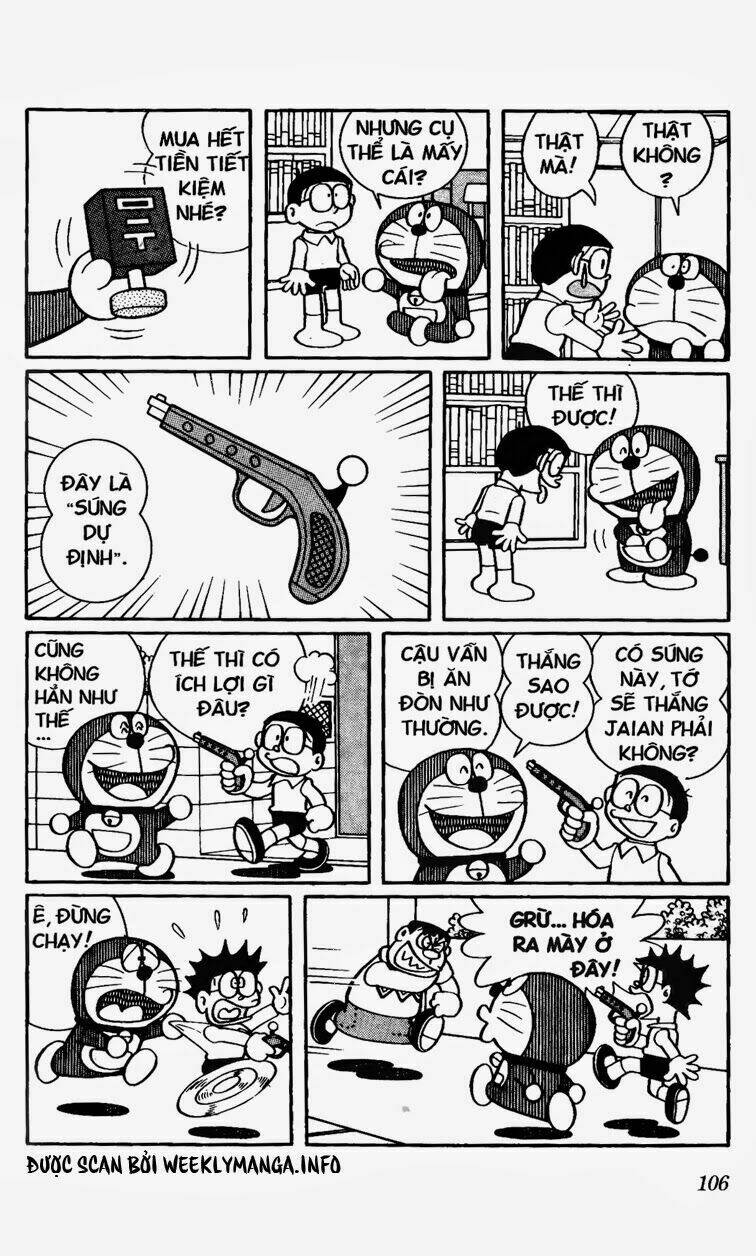 THẬT
KHÔNG
?
THẬT
MÀ!
NHƯNG CỤ
THỂ LÀ MẤY
CÁI?
MUA HẾT
TIỀN TIẾT
KIỆM
NHÉ?
THẾ THÌ
ĐƯỢC!
ĐÂY LÀ
"SÚNG
DỰ
ĐỊNH".
CÓ SÚNG
NÀY, TỚ
SẼ THẮNG
JAIAN PHẢI
KHÔNG?
THẮNG
SAO
ĐƯỢC!
CẬU VẪN
BỊ ĂN
ĐÒN NHƯ
THƯỜNG.
THẾ THÌ CÓ
ÍCH LỢI GÌ
ĐÂU?
CŨNG
KHÔNG
HẲN NHƯ
THẾ
...
GRỪ... HÓA
RA MÀY Ở
ĐÂY!
Ê, ĐỪNG
CHẠY!
ĐƯỢC SCAN BỞI WEEKLYMANGA.INFO
106